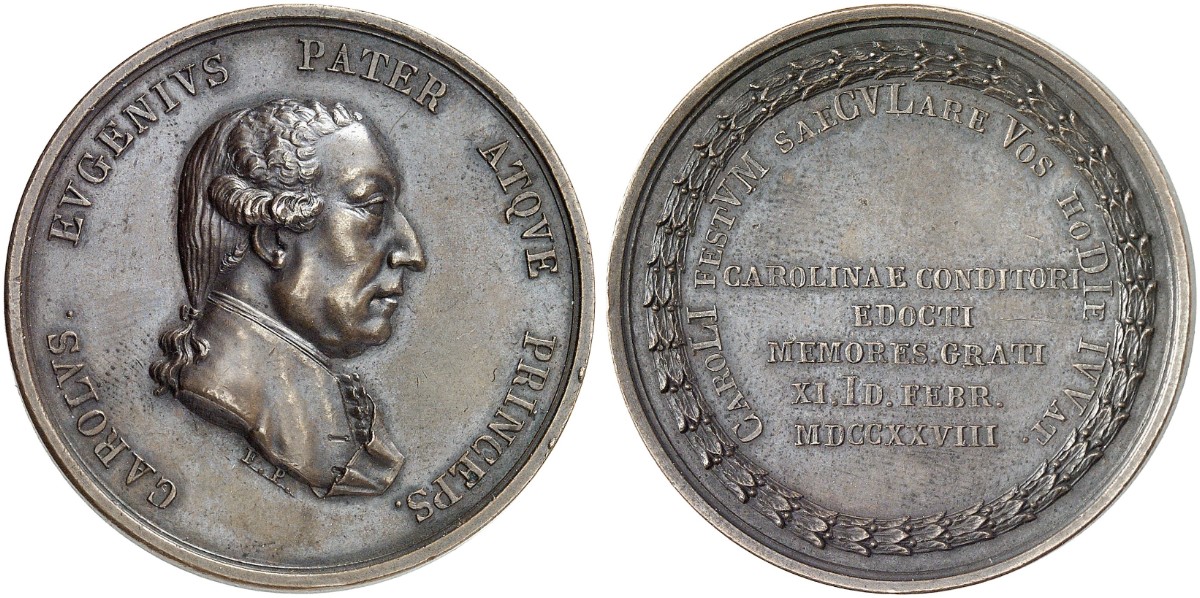 CAROLVS . EVGENIVS PATER ATQVE PRINCEPS.
CAROLI FESTVM SAECVLARE VOS HODIE IVVAT.
CAROLINAE CONDITORI
EDOCTI
MEMORES. GRATI
XI. ID. FEBR.
MDCCXXVIII.